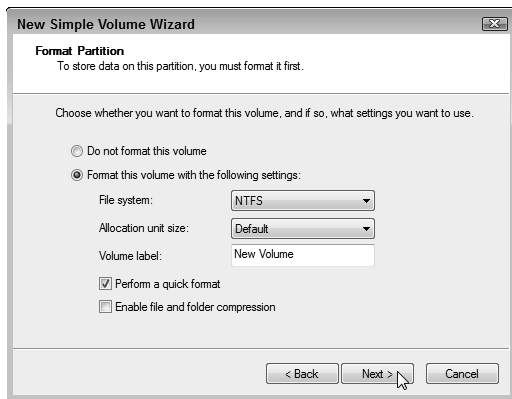 New Simple Volume Wizard
Format Partition
To store data on this partition, you must format it first.
Choose whether you want to format this volume, and if so, what settings you want to use.
Do not format this volume
Format this volume with the following settings:
File system: NTFS
Allocation unit size: Default
Volume label: New Volume
Perform a quick format
Enable file and folder compression
< Back Next > Cancel